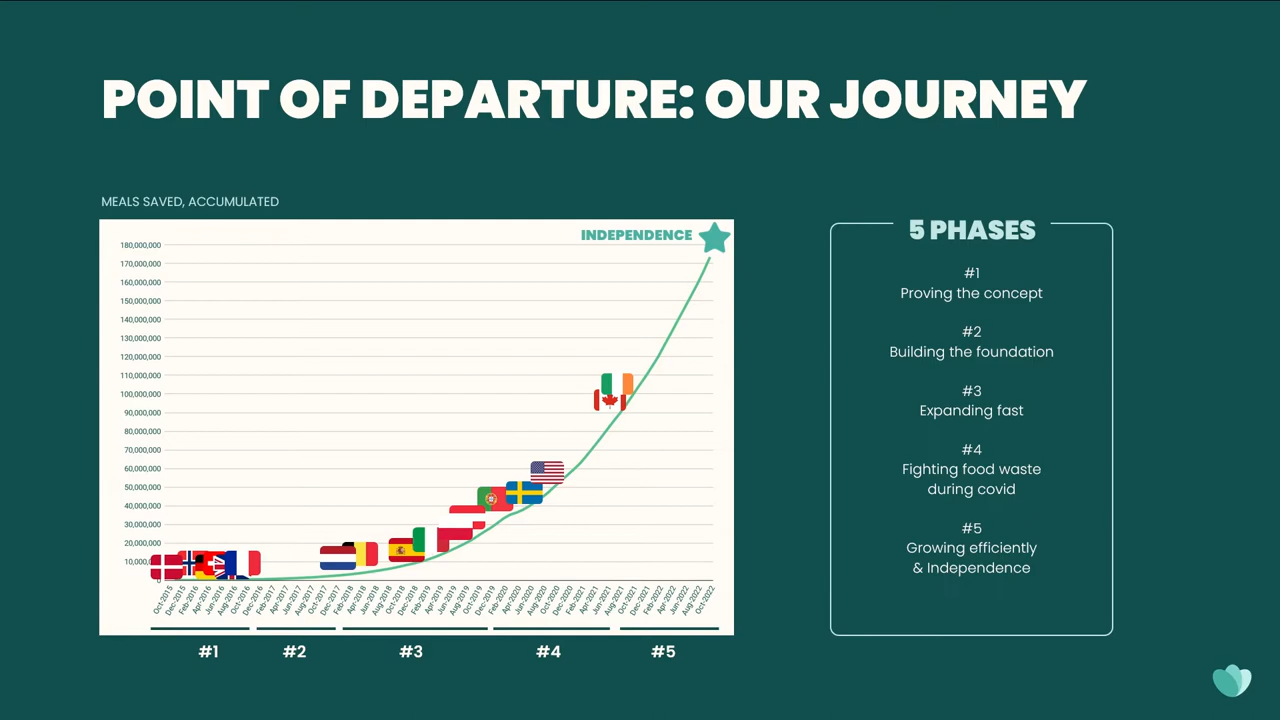 POINT OF DEPARTURE: OUR JOURNEY
MEALS SAVED, ACCUMULATED
INDEPENDENCE
180,000,000
170,000,000
160,000,000
150,000,000
140,000,000
130,000,000
120,000,000
110,000,000
100,000,000
90,000,000
80,000,000
70,000,000
60,000,000
50,000,000
40,000,000
30,000,000
20,000,000
Oct-2015
Dec-2015
Feb-2016
Apr-2016
Jun-2016
Aug-2016
Oct-2016
Dec-2016
Feb-2017
Apr-2017
Jun-2017
Aug-2017
Oct-2017
Dec-2017
Feb-2018
Apr-2018
Jun-2018
Aug-2018
Oct-2018
Dec-2018
Feb-2019
Apr-2019
Jun-2019
Aug-2019
Oct-2019
Dec-2019
Feb-2020
Apr-2020
Jun-2020
Aug-2020
Oct-2020
Dec-2020
Feb-2021
Apr-2021
Jun-2021
Aug-2021
Oct-2021
Dec-2021
Feb-2022
Apr-2022
Jun-2022
Aug-2022
Oct-2022
#1
#2
#3
#4
#5
5 PHASES
#1
Proving the concept
#2
Building the foundation
#3
Expanding fast
#4
Fighting food waste
during covid
#5
Growing efficiently
& Independence